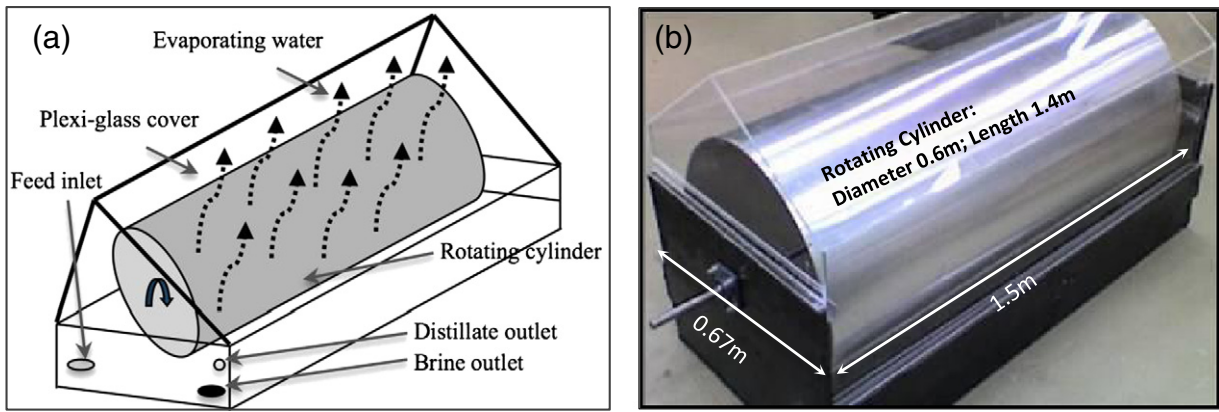 (a)
Evaporating water
Plexi-glass cover
Feed inlet
Rotating cylinder
Distillate outlet
Brine outlet
(b)
Rotating Cylinder:
Diameter 0.6m; Length 1.4m
1.5m
0.67m